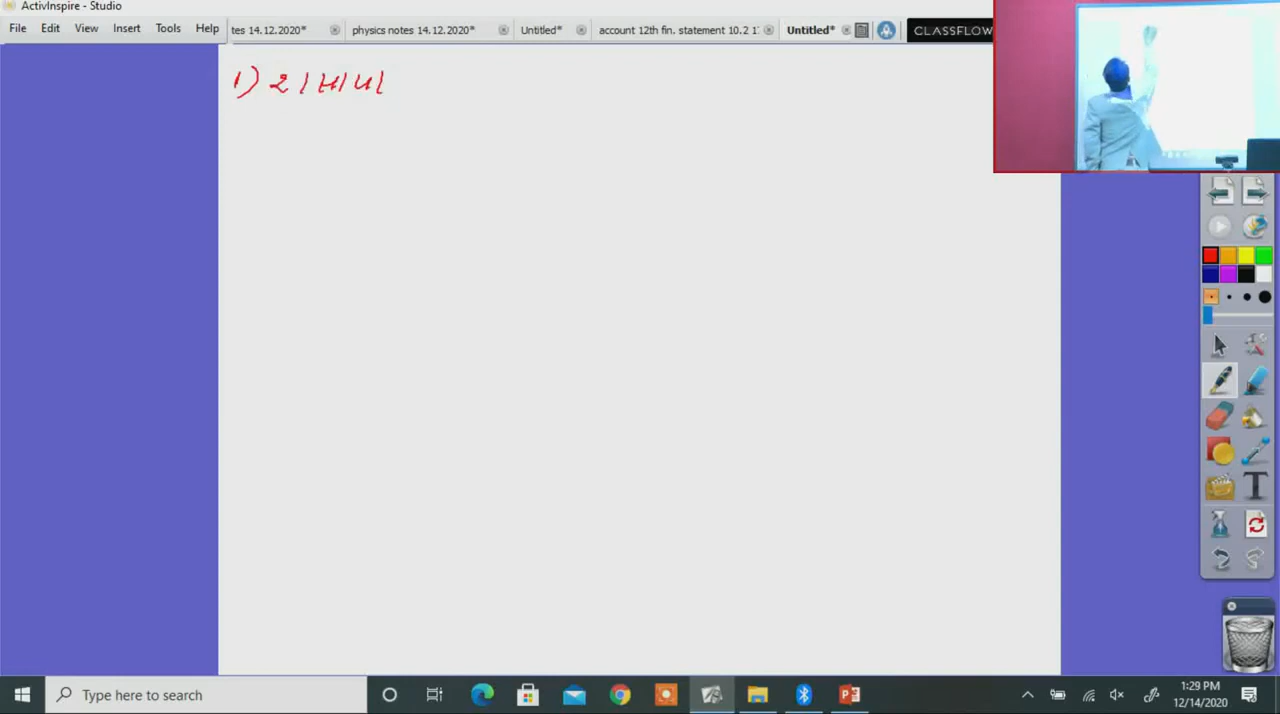 ActivInspire - Studio
File Edit View Insert Tools Help
tes 14.12.2020* physics notes 14.12.2020* Untitled* account 12th fin. statement 10.2 1: Untitled* CLASSFLOW
1)
T
Type here to search
1:29 PM
12/14/2020